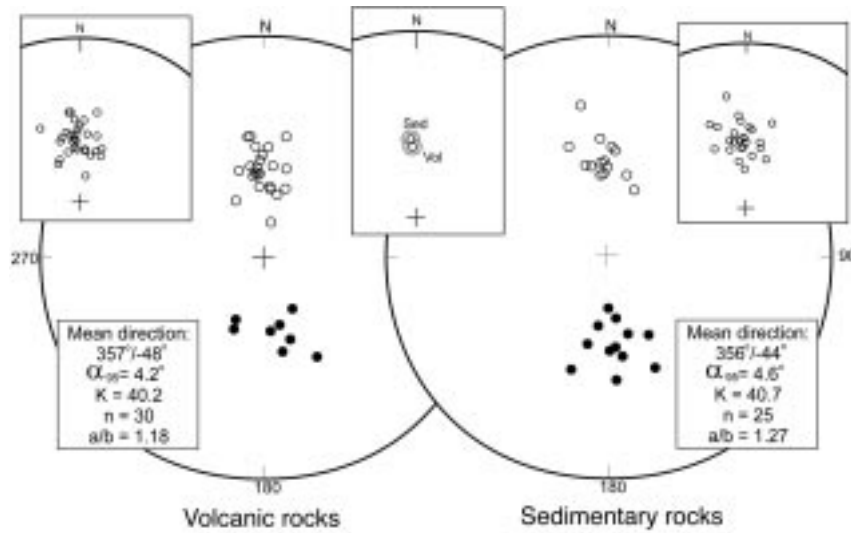 N
N
N
N
N
Sed
Vol
270
90
Mean direction:
357°/-48°
α95= 4.2°
K = 40.2
n = 30
a/b = 1.18
Mean direction:
356°/-44°
α95= 4.6°
K = 40.7
n = 25
a/b = 1.27
180
180
Volcanic rocks
Sedimentary rocks